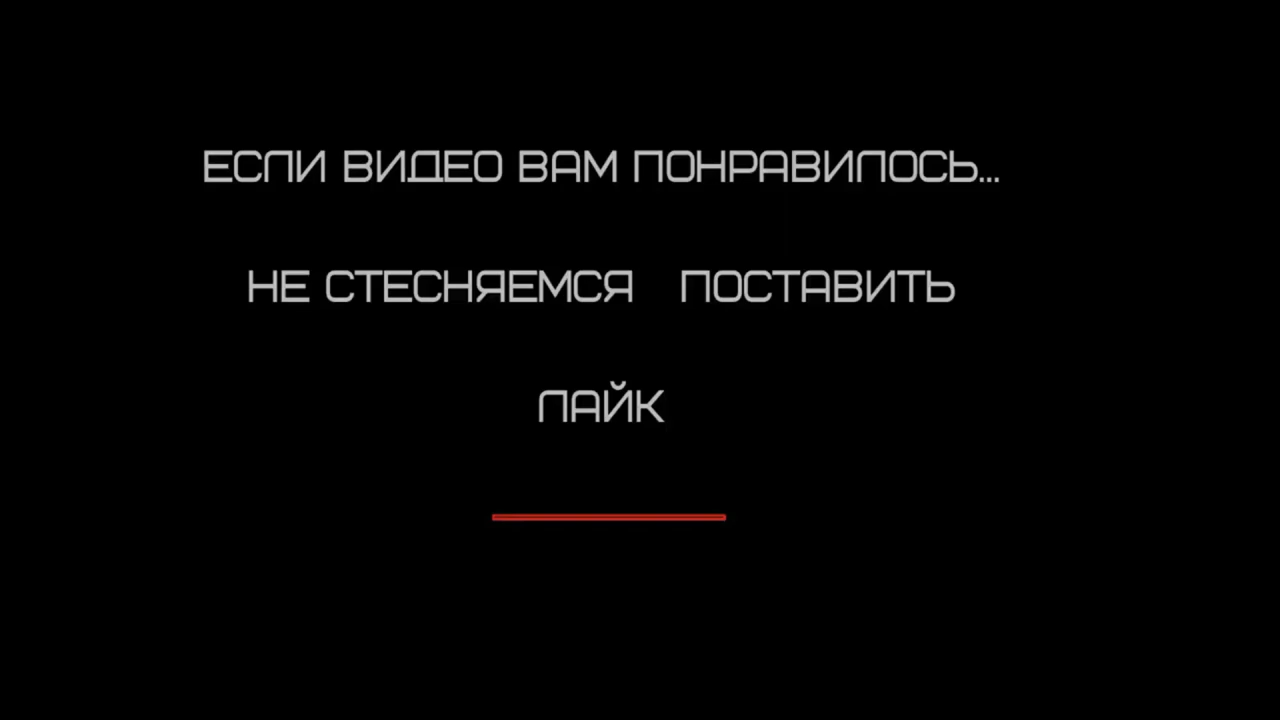 ЕСЛИ ВИДЕО ВАМ ПОНРАВИЛОСЬ...
НЕ СТЕСНЯЕМСЯ ПОСТАВИТЬ
ЛАЙК